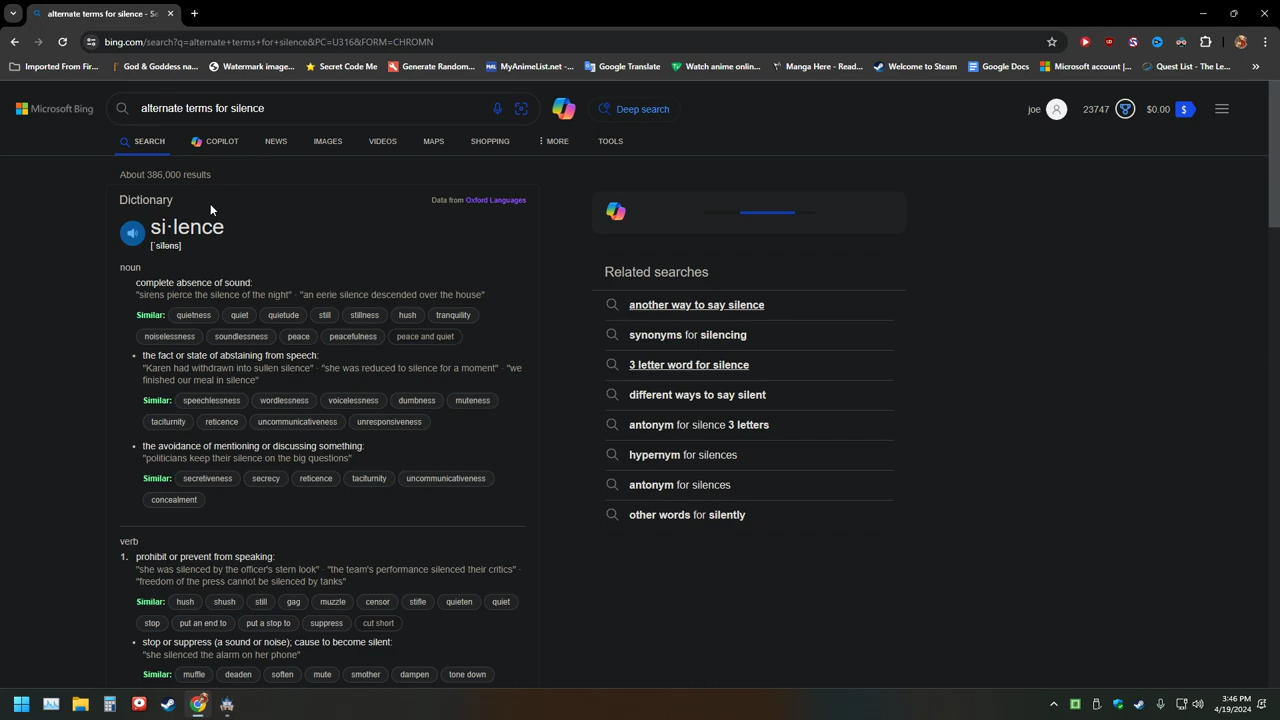 alternate terms for silence - Se
bing.com/search?q=alternate+terms+for+silence&PC=U316&FORM=CHROMN
Imported From Fir... God & Goddess na... Watermark image... Secret Code Me Generate Random... MyAnimeList.net -... Google Translate Watch anime onlin... Manga Here - Read... Welcome to Steam Google Docs Microsoft account |... Quest List - The Le...
Microsoft Bing
alternate terms for silence
Deep search
joe
23747
$0.00
SEARCH COPILOT NEWS IMAGES VIDEOS MAPS SHOPPING MORE TOOLS
About 386,000 results
Dictionary
Data from Oxford Languages
si·lence
[ˈsīləns]
noun
complete absence of sound:
"sirens pierce the silence of the night" · "an eerie silence descended over the house"
Similar: quietness quiet quietude still stillness hush tranquility
noiselessness soundlessness peace peacefulness peace and quiet
• the fact or state of abstaining from speech:
"Karen had withdrawn into sullen silence" · "she was reduced to silence for a moment" · "we
finished our meal in silence"
Similar: speechlessness wordlessness voicelessness dumbness muteness
taciturnity reticence uncommunicativeness unresponsiveness
• the avoidance of mentioning or discussing something:
"politicians keep their silence on the big questions"
Similar: secretiveness secrecy reticence taciturnity uncommunicativeness
concealment
verb
1. prohibit or prevent from speaking:
"she was silenced by the officer's stern look" · "the team's performance silenced their critics" ·
"freedom of the press cannot be silenced by tanks"
Similar: hush shush still gag muzzle censor stifle quieten quiet
stop put an end to put a stop to suppress cut short
• stop or suppress (a sound or noise); cause to become silent:
"she silenced the alarm on her phone"
Similar: muffle deaden soften mute smother dampen tone down
Related searches
another way to say silence
synonyms for silencing
3 letter word for silence
different ways to say silent
antonym for silence 3 letters
hypernym for silences
antonym for silences
other words for silently
3:46 PM
4/19/2024